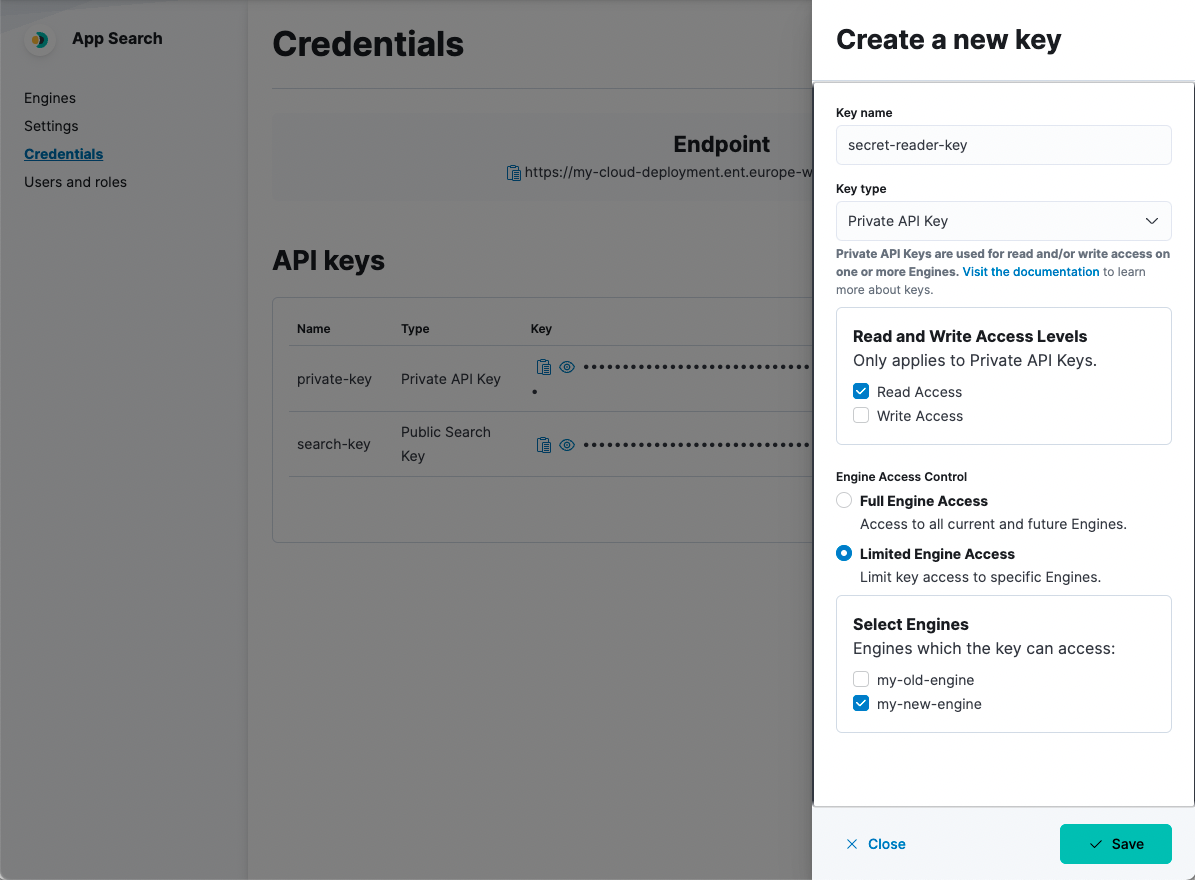 App Search
Engines
Settings
Credentials
Users and roles
Credentials
Endpoint
https://my-cloud-deployment.ent.europe-w
API keys
Name Type Key
private-key Private API Key
search-key Public Search
Key
Create a new key
Key name
secret-reader-key
Key type
Private API Key
Private API Keys are used for read and/or write access on
one or more Engines. Visit the documentation to learn
more about keys.
Read and Write Access Levels
Only applies to Private API Keys.
Read Access
Write Access
Engine Access Control
Full Engine Access
Access to all current and future Engines.
Limited Engine Access
Limit key access to specific Engines.
Select Engines
Engines which the key can access:
my-old-engine
my-new-engine
Close
Save